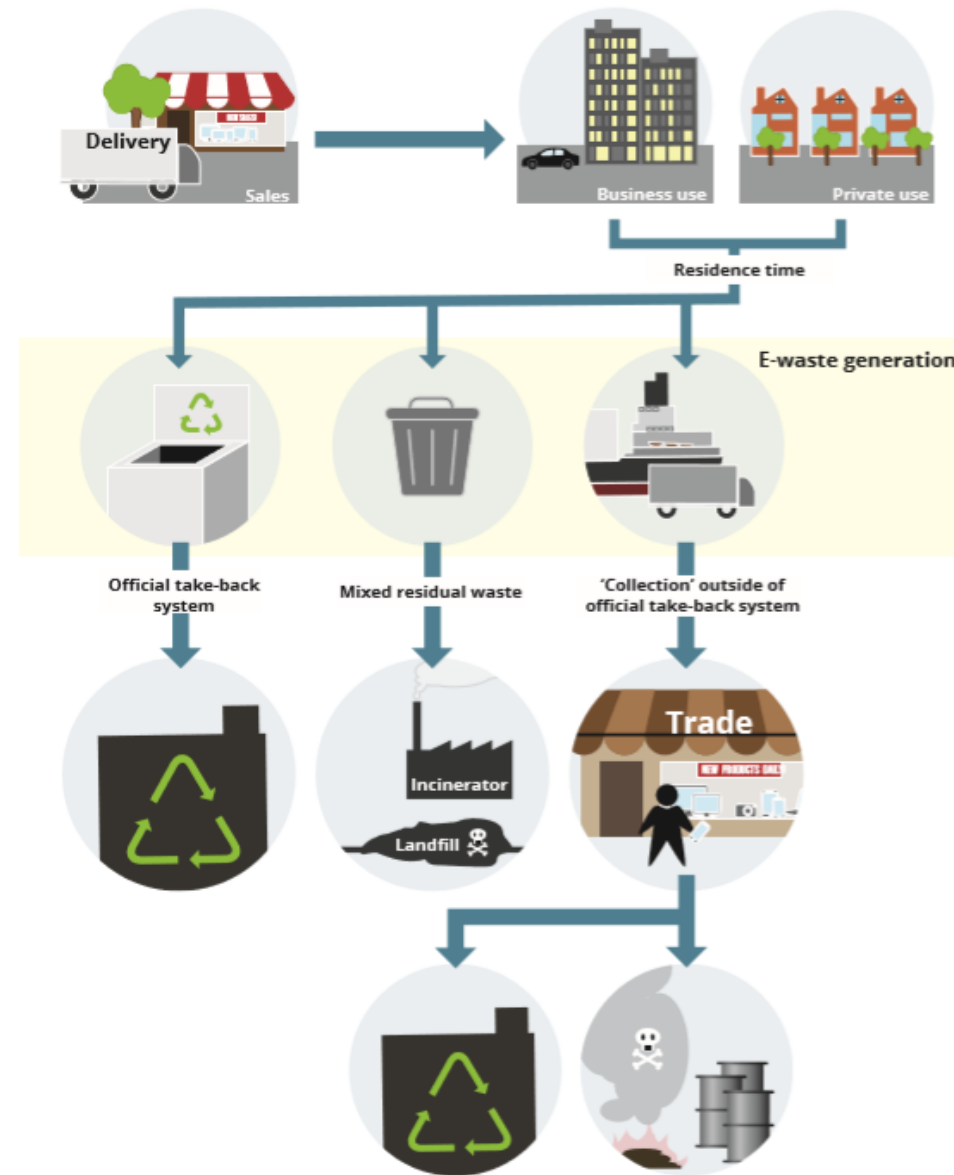 Delivery
Sales
Business use
Private use
Residence time
E-waste generation
Official take-back
system
Mixed residual waste
‘Collection’ outside of
official take-back system
Incinerator
Landfill
Trade
NEW PRODUCTS DAILY